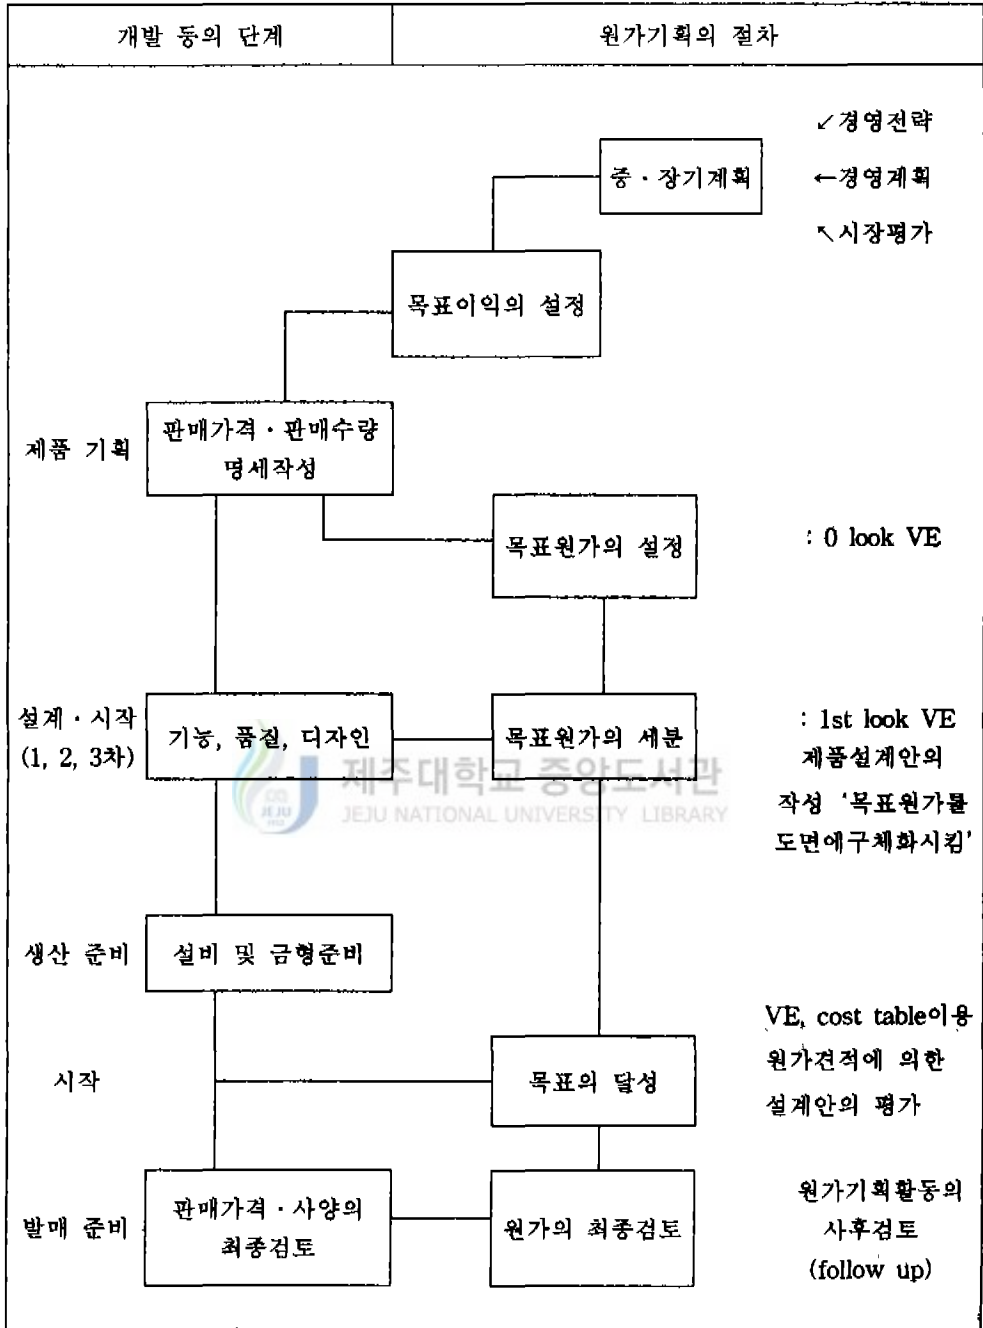 개발 등의 단계
원가기획의 절차
↙경영전략
중·장기계획
←경영계획
↖시장평가
목표이익의 설정
제품 기획
판매가격·판매수량
명세작성
목표원가의 설정
: 0 look VE
설계·시작
(1, 2, 3차)
기능, 품질, 디자인
목표원가의 세분
: 1st look VE
제품설계안의
작성 '목표원가를
도면에구체화시킴'
제주대학교 중앙도서관
JEJU NATIONAL UNIVERSITY LIBRARY
JEJU
1952
생산 준비
설비 및 금형준비
VE, cost table이용
원가견적에 의한
설계안의 평가
시작
목표의 달성
발매 준비
판매가격·사양의
최종검토
원가의 최종검토
원가기획활동의
사후검토
(follow up)